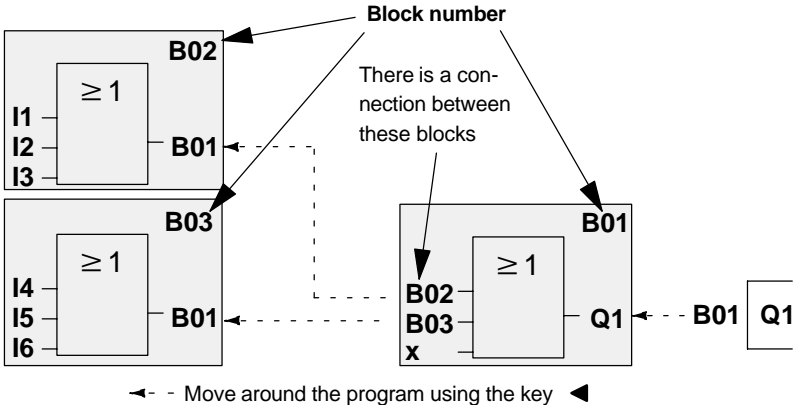 Block number
B02
There is a con-
nection between
these blocks
≥ 1
I1
I2
I3
B01
B03
≥ 1
I4
I5
I6
B01
B01
≥ 1
B02
B03
x
Q1
B01
Q1
Move around the program using the key ◄